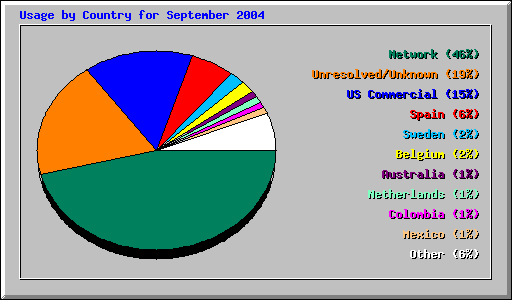 Usage by Country for September 2004
Network (46%)
Unresolved/Unknown (19%)
US Commercial (15%)
Spain (6%)
Sweden (2%)
Belgium (2%)
Australia (1%)
Netherlands (1%)
Colombia (1%)
Mexico (1%)
Other (6%)